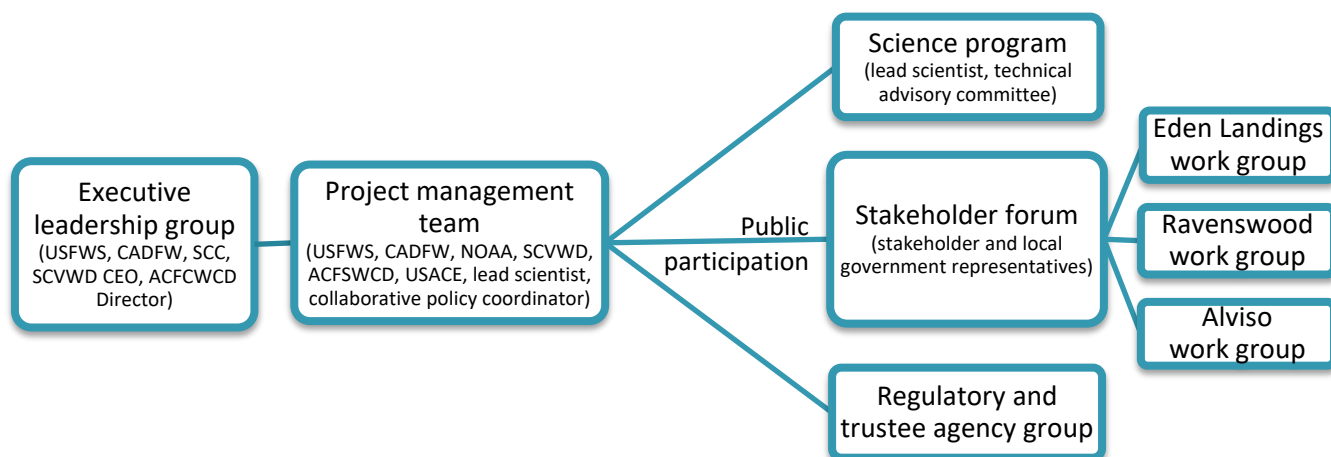 Executive
leadership group
(USFWS, CADFW, SCC,
SCVWD CEO, ACFCWCD
Director)
Project management
team
(USFWS, CADFW, NOAA, SCVWD,
ACFSWCD, USACE, lead scientist,
collaborative policy coordinator)
Public
participation
Science program
(lead scientist, technical
advisory committee)
Stakeholder forum
(stakeholder and local
government representatives)
Regulatory and
trustee agency group
Eden Landings
work group
Ravenswood
work group
Alviso
work group